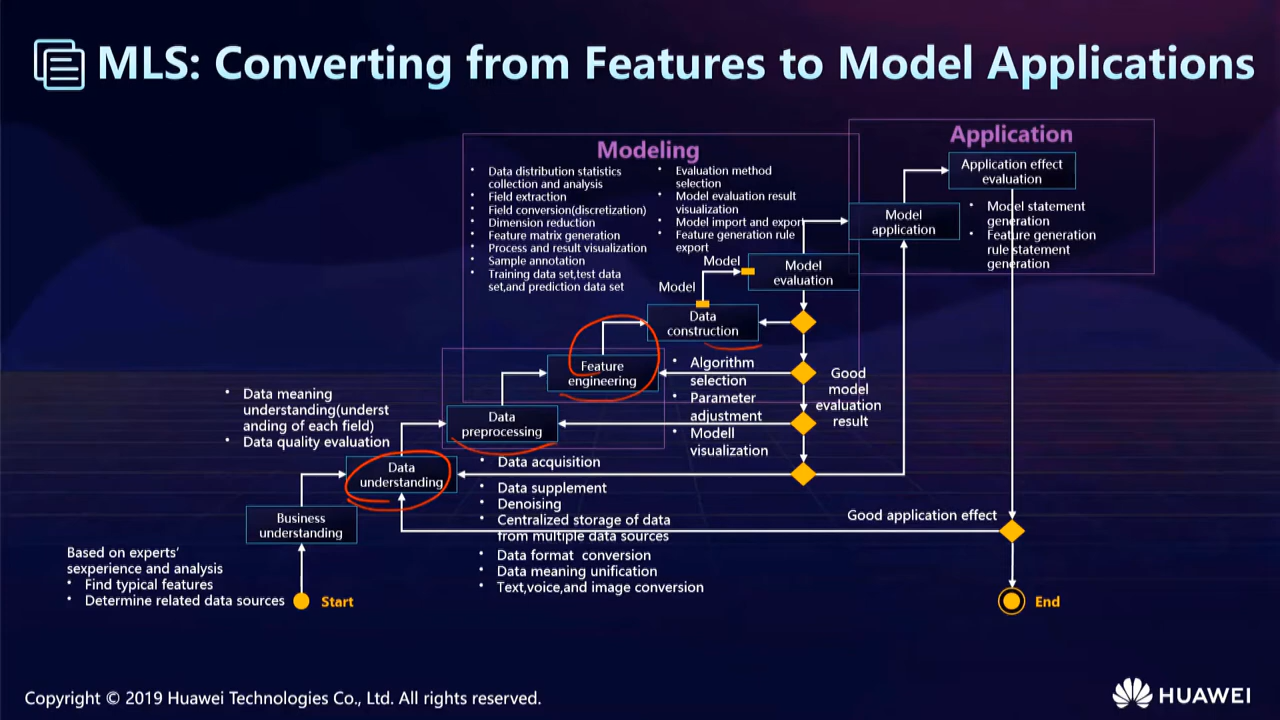 MLS: Converting from Features to Model Applications
Modeling
• Data distribution statistics
collection and analysis
• Field extraction
• Field conversion(discretization)
• Dimension reduction
• Feature matrix generation
• Process and result visualization
• Sample annotation
• Training data set,test data
set,and prediction data set
• Evaluation method
selection
• Model evaluation result
visualization
• Model import and export
• Feature generation rule
export
Application
Application effect
evaluation
Model
application
• Model statement
generation
• Feature generation
rule statement
generation
Model
Model
evaluation
Model
Data
construction
Feature
engineering
• Algorithm
selection
• Parameter
adjustment
• Modell
visualization
Good
model
evaluation
result
• Data meaning
understanding(underst
anding of each field)
• Data quality evaluation
Data
preprocessing
Data
understanding
• Data acquisition
• Data supplement
• Denoising
• Centralized storage of data
from multiple data sources
• Data format conversion
• Data meaning unification
• Text,voice,and image conversion
Business
understanding
Good application effect
Based on experts’
sexperience and analysis
• Find typical features
• Determine related data sources
Start
End
Copyright © 2019 Huawei Technologies Co., Ltd. All rights reserved.
HUAWEI